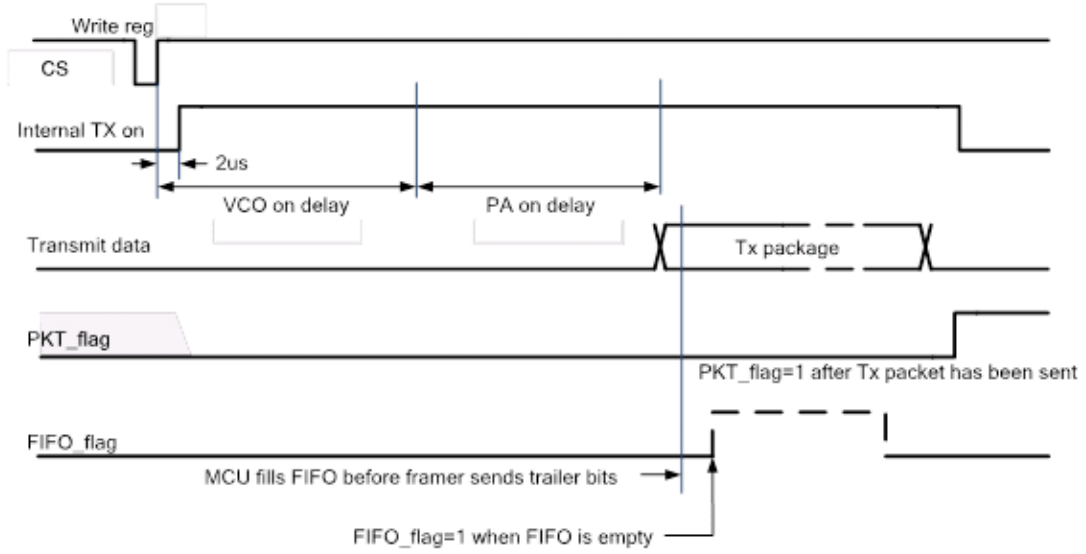 Write reg
CS
Internal TX on
2us
VCO on delay
PA on delay
Transmit data
Tx package
PKT_flag
PKT_flag=1 after Tx packet has been sent
FIFO_flag
MCU fills FIFO before framer sends trailer bits
FIFO_flag=1 when FIFO is empty